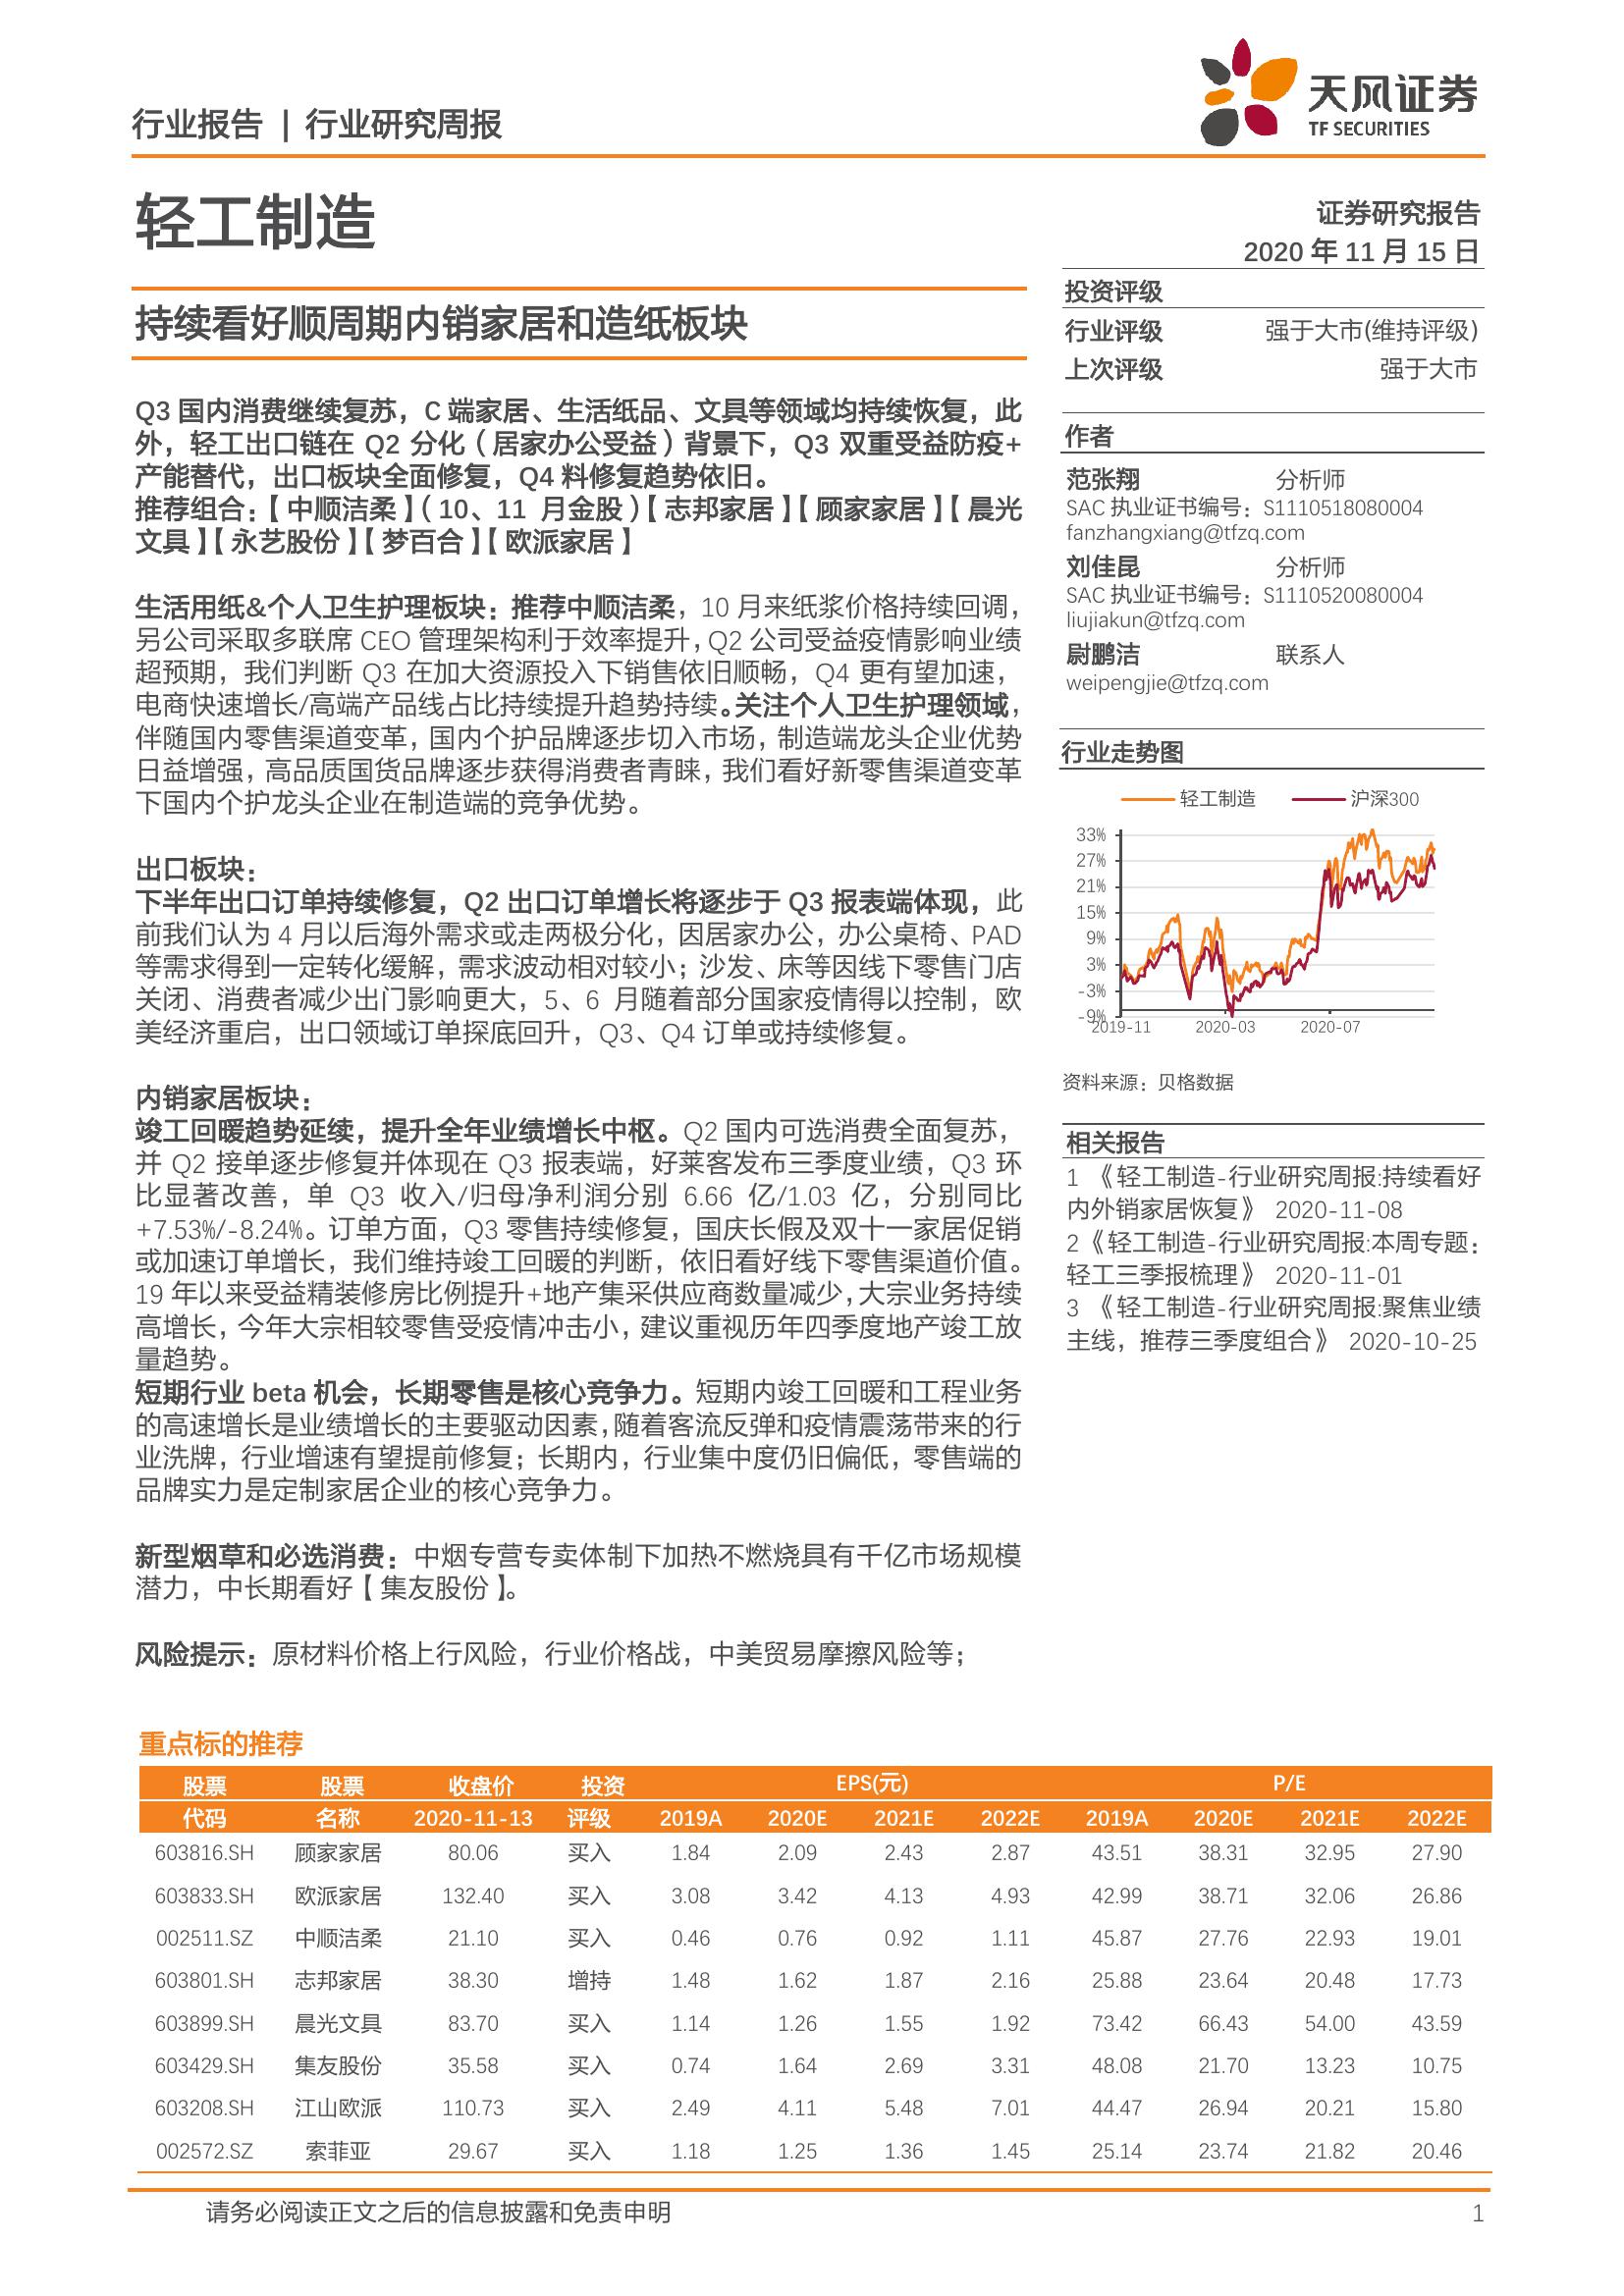 行业报告 | 行业研究周报
天风证券
TF SECURITIES
轻工制造
证券研究报告
2020 年 11 月 15 日
持续看好顺周期内销家居和造纸板块
Q3 国内消费继续复苏，C 端家居、生活纸品、文具等领域均持续恢复，此
外，轻工出口链在 Q2 分化（居家办公受益）背景下，Q3 双重受益防疫+
产能替代，出口板块全面修复，Q4 料修复趋势依旧。
推荐组合：【中顺洁柔】（10、11 月金股）【志邦家居】【顾家家居】【晨光
文具】【永艺股份】【梦百合】【欧派家居】
生活用纸&个人卫生护理板块：推荐中顺洁柔，10 月来纸浆价格持续回调，
另公司采取多联席 CEO 管理架构利于效率提升，Q2 公司受益疫情影响业绩
超预期，我们判断 Q3 在加大资源投入下销售依旧顺畅，Q4 更有望加速，
电商快速增长/高端产品线占比持续提升趋势持续。关注个人卫生护理领域，
伴随国内零售渠道变革，国内个护品牌逐步切入市场，制造端龙头企业优势
日益增强，高品质国货品牌逐步获得消费者青睐，我们看好新零售渠道变革
下国内个护龙头企业在制造端的竞争优势。
出口板块：
下半年出口订单持续修复，Q2 出口订单增长将逐步于 Q3 报表端体现，此
前我们认为 4 月以后海外需求或走两极分化，因居家办公，办公桌椅、PAD
等需求得到一定转化缓解，需求波动相对较小；沙发、床等因线下零售门店
关闭、消费者减少出门影响更大，5、6 月随着部分国家疫情得以控制，欧
美经济重启，出口领域订单探底回升，Q3、Q4 订单或持续修复。
内销家居板块：
竣工回暖趋势延续，提升全年业绩增长中枢。Q2 国内可选消费全面复苏，
并 Q2 接单逐步修复并体现在 Q3 报表端，好莱客发布三季度业绩，Q3 环
比显著改善，单 Q3 收入/归母净利润分别 6.66 亿/1.03 亿，分别同比
+7.53%/-8.24%。订单方面，Q3 零售持续修复，国庆长假及双十一家居促销
或加速订单增长，我们维持竣工回暖的判断，依旧看好线下零售渠道价值。
19 年以来受益精装修房比例提升+地产集采供应商数量减少，大宗业务持续
高增长，今年大宗相较零售受疫情冲击小，建议重视历年四季度地产竣工放
量趋势。
短期行业 beta 机会，长期零售是核心竞争力。短期内竣工回暖和工程业务
的高速增长是业绩增长的主要驱动因素，随着客流反弹和疫情震荡带来的行
业洗牌，行业增速有望提前修复；长期内，行业集中度仍旧偏低，零售端的
品牌实力是定制家居企业的核心竞争力。
新型烟草和必选消费：中烟专营专卖体制下加热不燃烧具有千亿市场规模
潜力，中长期看好【集友股份】。
风险提示：原材料价格上行风险，行业价格战，中美贸易摩擦风险等；
投资评级
行业评级 强于大市(维持评级)
上次评级 强于大市
作者
范张翔 分析师
SAC 执业证书编号：S1110518080004
fanzhangxiang@tfzq.com
刘佳昆 分析师
SAC 执业证书编号：S1110520080004
liujiakun@tfzq.com
尉鹏洁 联系人
weipengjie@tfzq.com
行业走势图
轻工制造 沪深300
33%
27%
21%
15%
9%
3%
-3%
-9%
2019-11 2020-03 2020-07
资料来源：贝格数据
相关报告
1 《轻工制造-行业研究周报:持续看好
内外销家居恢复》 2020-11-08
2《轻工制造-行业研究周报:本周专题：
轻工三季报梳理》 2020-11-01
3 《轻工制造-行业研究周报:聚焦业绩
主线，推荐三季度组合》 2020-10-25
重点标的推荐
股票 股票 收盘价 投资 EPS(元) P/E
代码 名称 2020-11-13 评级 2019A 2020E 2021E 2022E 2019A 2020E 2021E 2022E
603816.SH 顾家家居 80.06 买入 1.84 2.09 2.43 2.87 43.51 38.31 32.95 27.90
603833.SH 欧派家居 132.40 买入 3.08 3.42 4.13 4.93 42.99 38.71 32.06 26.86
002511.SZ 中顺洁柔 21.10 买入 0.46 0.76 0.92 1.11 45.87 27.76 22.93 19.01
603801.SH 志邦家居 38.30 增持 1.48 1.62 1.87 2.16 25.88 23.64 20.48 17.73
603899.SH 晨光文具 83.70 买入 1.14 1.26 1.55 1.92 73.42 66.43 54.00 43.59
603429.SH 集友股份 35.58 买入 0.74 1.64 2.69 3.31 48.08 21.70 13.23 10.75
603208.SH 江山欧派 110.73 买入 2.49 4.11 5.48 7.01 44.47 26.94 20.21 15.80
002572.SZ 索菲亚 29.67 买入 1.18 1.25 1.36 1.45 25.14 23.74 21.82 20.46
请务必阅读正文之后的信息披露和免责申明 1